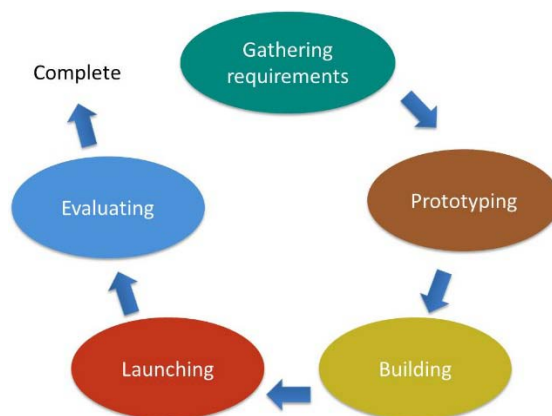 Gathering
requirements
Complete
Prototyping
Evaluating
Launching
Building